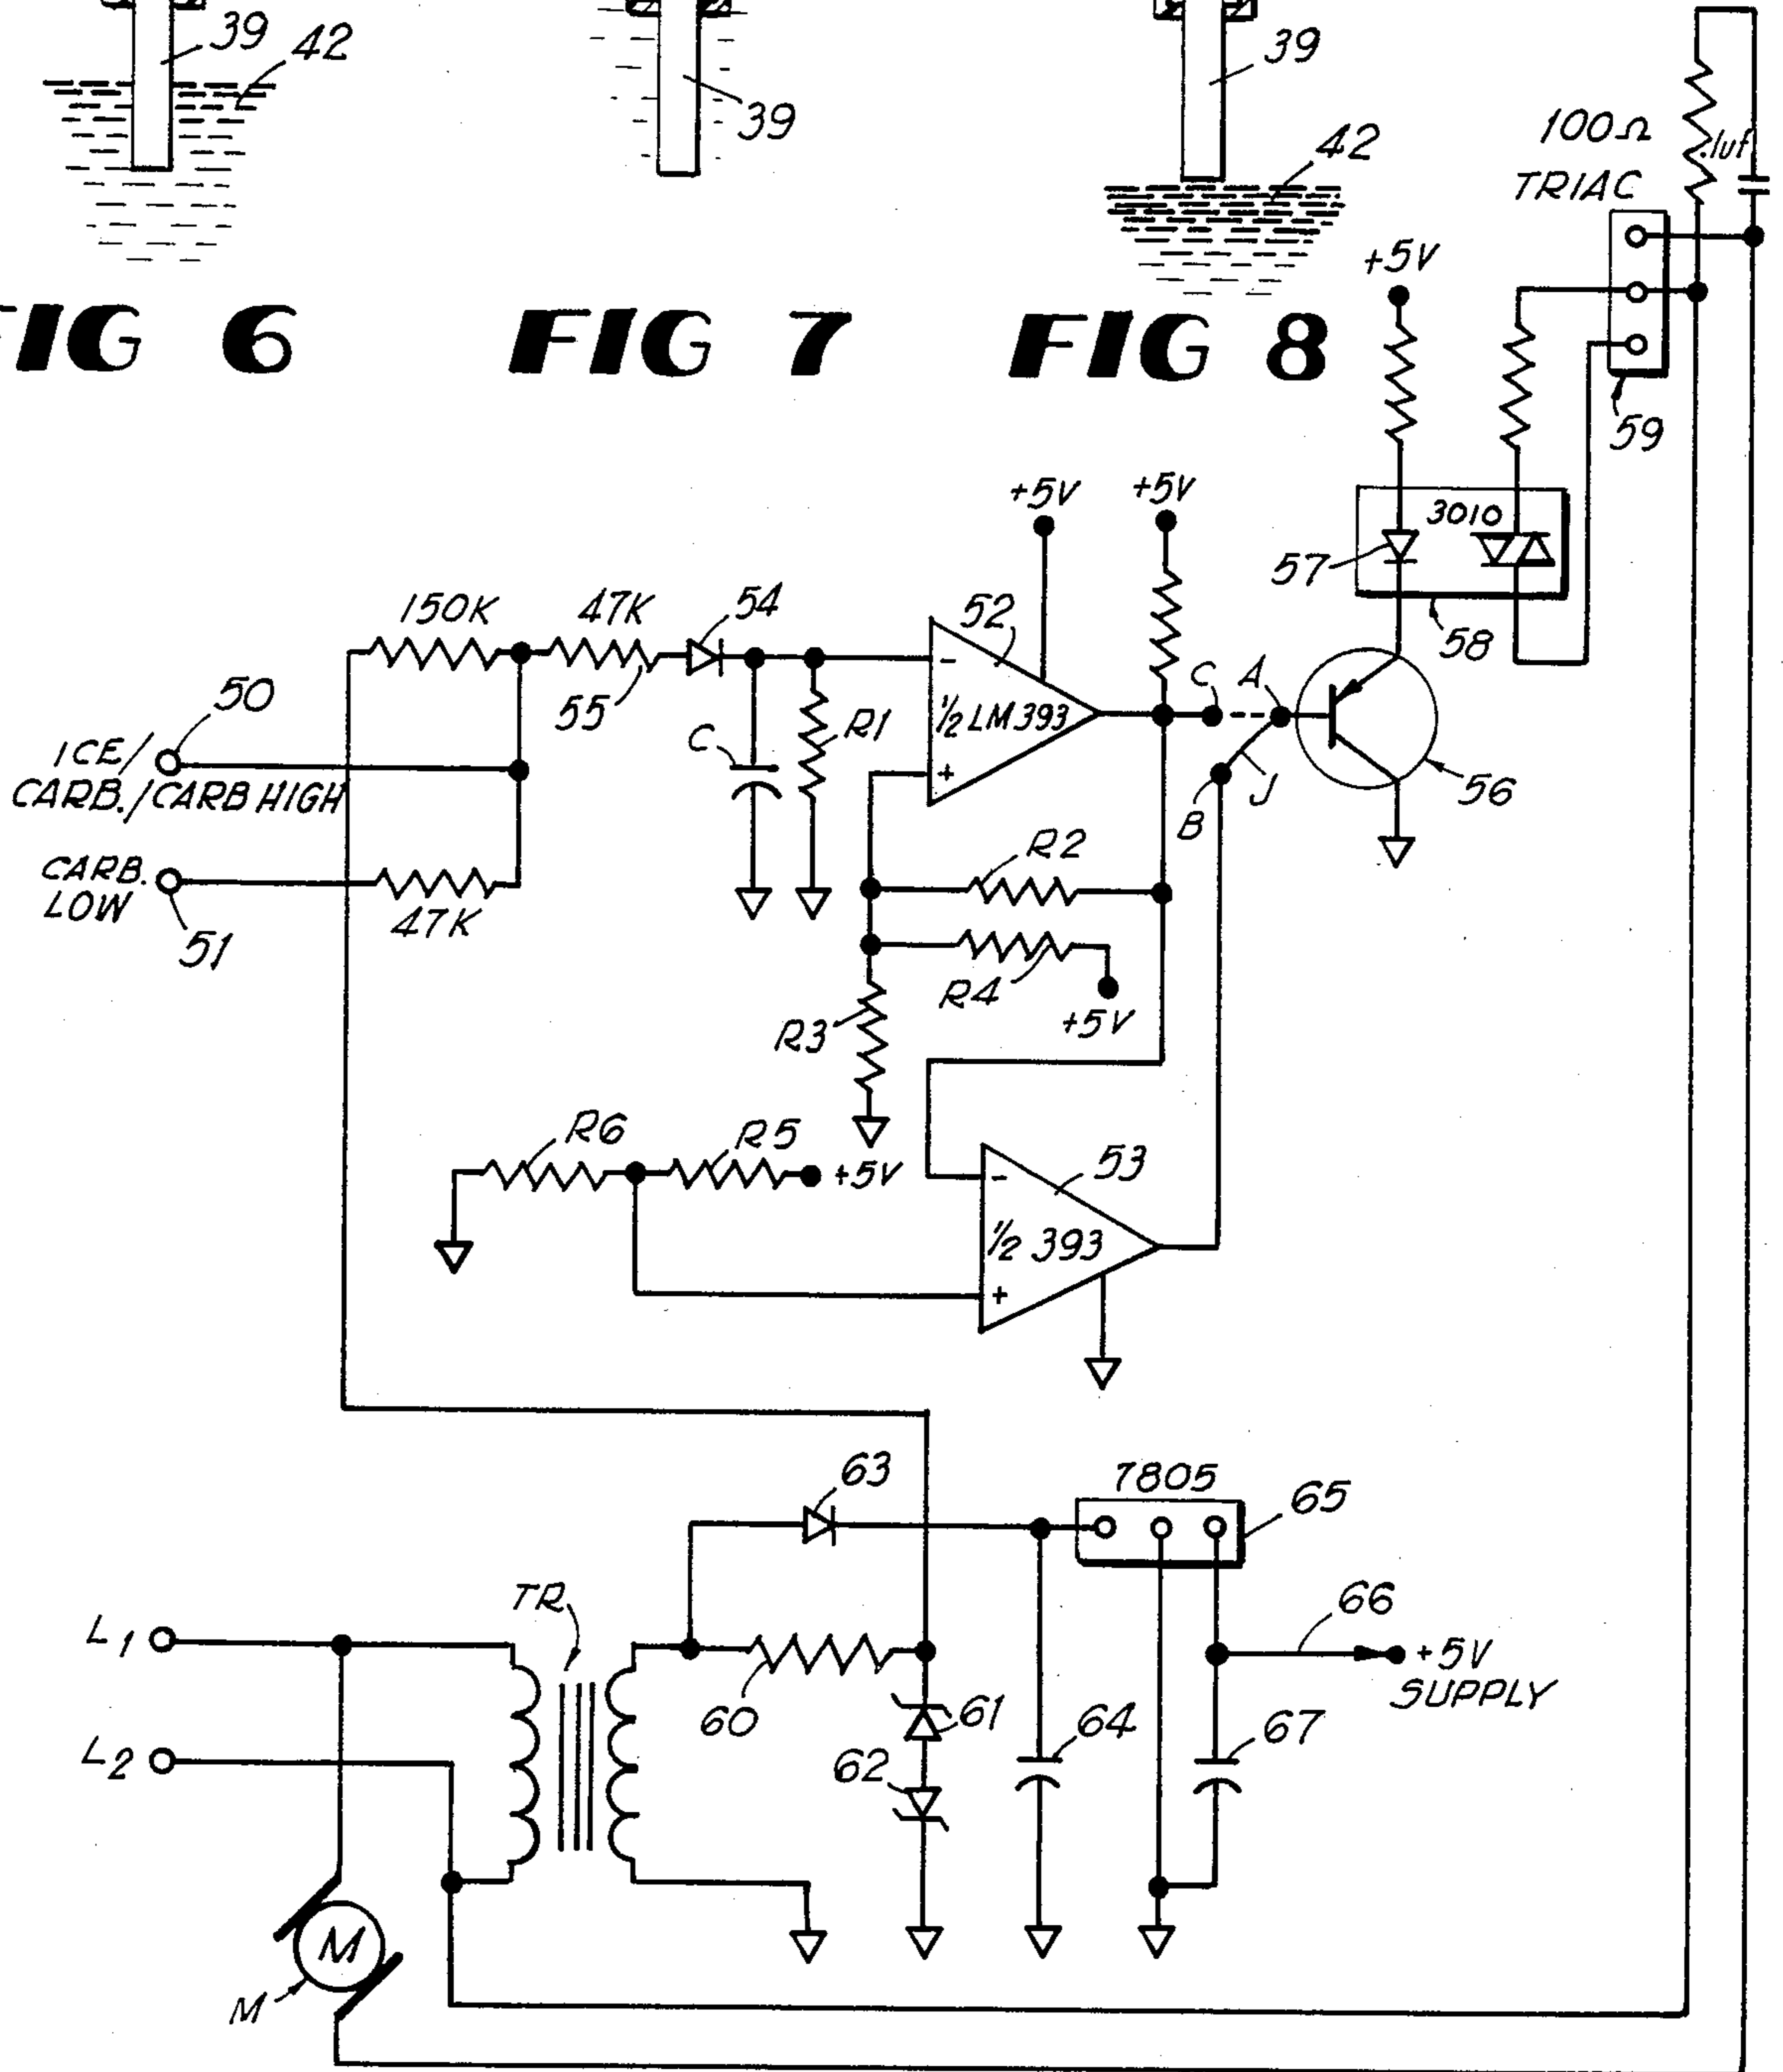 39
42
39
39
42
100Ω
.1uf
TRIAC
+5V
FIG 6
FIG 7
FIG 8
59
+5V
+5V
3010
57
58
150K
47K
54
52
50
55
C
R1
1/2 LM393
C
A
ICE/
CARB./CARB HIGH
-
+
J
56
B
CARB.
LOW
R2
47K
51
R4
R3
+5V
R6
R5
+5V
53
-
1/2 393
+
63
7805
65
TR
66
L1
+5V
SUPPLY
60
61
64
67
L2
62
M
M